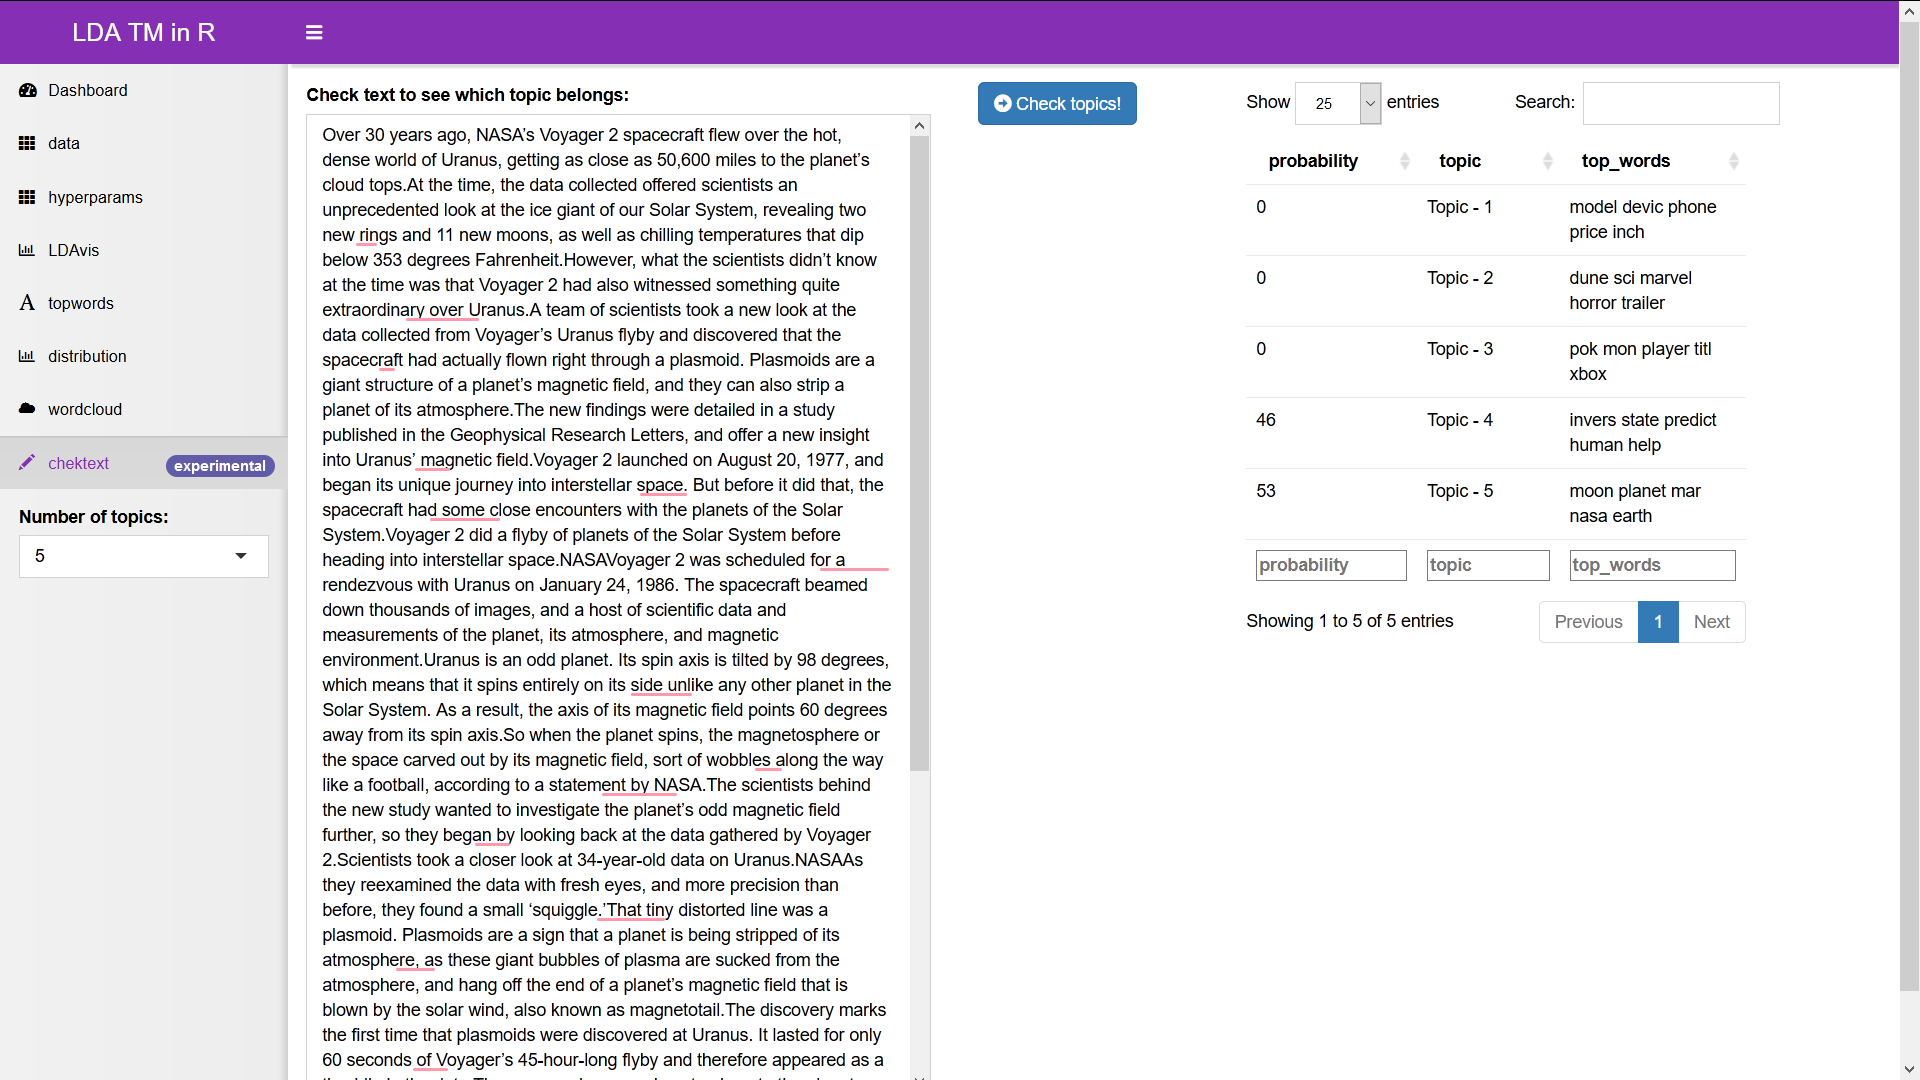 LDA TM in R
Dashboard
data
hyperparams
LDAvis
topwords
distribution
wordcloud
chektext experimental
Number of topics:
5
Check text to see which topic belongs:
Over 30 years ago, NASA’s Voyager 2 spacecraft flew over the hot,
dense world of Uranus, getting as close as 50,600 miles to the planet’s
cloud tops.At the time, the data collected offered scientists an
unprecedented look at the ice giant of our Solar System, revealing two
new rings and 11 new moons, as well as chilling temperatures that dip
below 353 degrees Fahrenheit.However, what the scientists didn’t know
at the time was that Voyager 2 had also witnessed something quite
extraordinary over Uranus.A team of scientists took a new look at the
data collected from Voyager’s Uranus flyby and discovered that the
spacecraft had actually flown right through a plasmoid. Plasmoids are a
giant structure of a planet’s magnetic field, and they can also strip a
planet of its atmosphere.The new findings were detailed in a study
published in the Geophysical Research Letters, and offer a new insight
into Uranus’ magnetic field.Voyager 2 launched on August 20, 1977, and
began its unique journey into interstellar space. But before it did that, the
spacecraft had some close encounters with the planets of the Solar
System.Voyager 2 did a flyby of planets of the Solar System before
heading into interstellar space.NASAVoyager 2 was scheduled for a
rendezvous with Uranus on January 24, 1986. The spacecraft beamed
down thousands of images, and a host of scientific data and
measurements of the planet, its atmosphere, and magnetic
environment.Uranus is an odd planet. Its spin axis is tilted by 98 degrees,
which means that it spins entirely on its side unlike any other planet in the
Solar System. As a result, the axis of its magnetic field points 60 degrees
away from its spin axis.So when the planet spins, the magnetosphere or
the space carved out by its magnetic field, sort of wobbles along the way
like a football, according to a statement by NASA.The scientists behind
the new study wanted to investigate the planet’s odd magnetic field
further, so they began by looking back at the data gathered by Voyager
2.Scientists took a closer look at 34-year-old data on Uranus.NASAAs
they reexamined the data with fresh eyes, and more precision than
before, they found a small ‘squiggle.’That tiny distorted line was a
plasmoid. Plasmoids are a sign that a planet is being stripped of its
atmosphere, as these giant bubbles of plasma are sucked from the
atmosphere, and hang off the end of a planet’s magnetic field that is
blown by the solar wind, also known as magnetotail.The discovery marks
the first time that plasmoids were discovered at Uranus. It lasted for only
60 seconds of Voyager’s 45-hour-long flyby and therefore appeared as a
Check topics!
Show 25 entries Search:
probability topic top_words
0 Topic - 1 model devic phone
price inch
0 Topic - 2 dune sci marvel
horror trailer
0 Topic - 3 pok mon player titl
xbox
46 Topic - 4 invers state predict
human help
53 Topic - 5 moon planet mar
nasa earth
probability topic top_words
Showing 1 to 5 of 5 entries Previous 1 Next